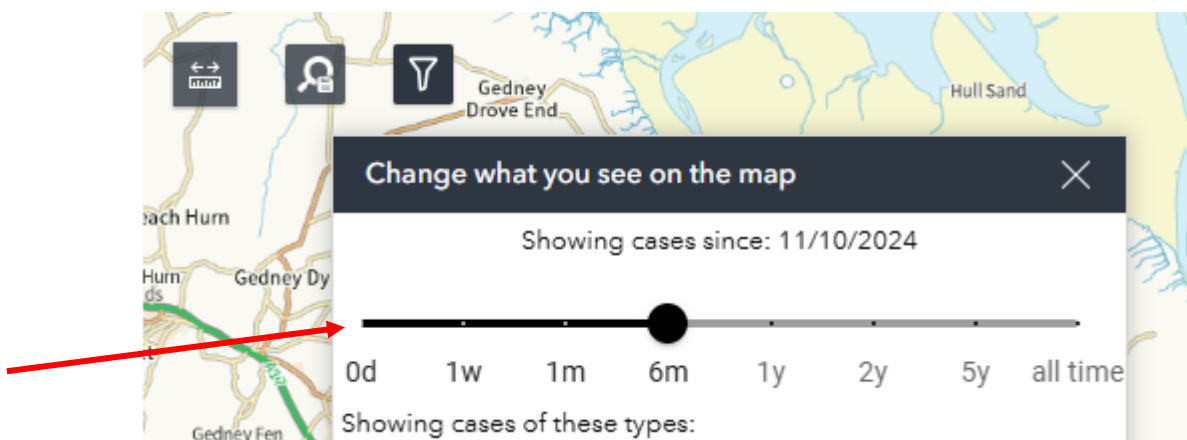 Gedney
Drove End
Hull Sand
Change what you see on the map
each Hurn
Showing cases since: 11/10/2024
Hurn
ds
Gedney Dy
0d 1w 1m 6m 1y 2y 5y all time
Showing cases of these types:
Gedney Fen